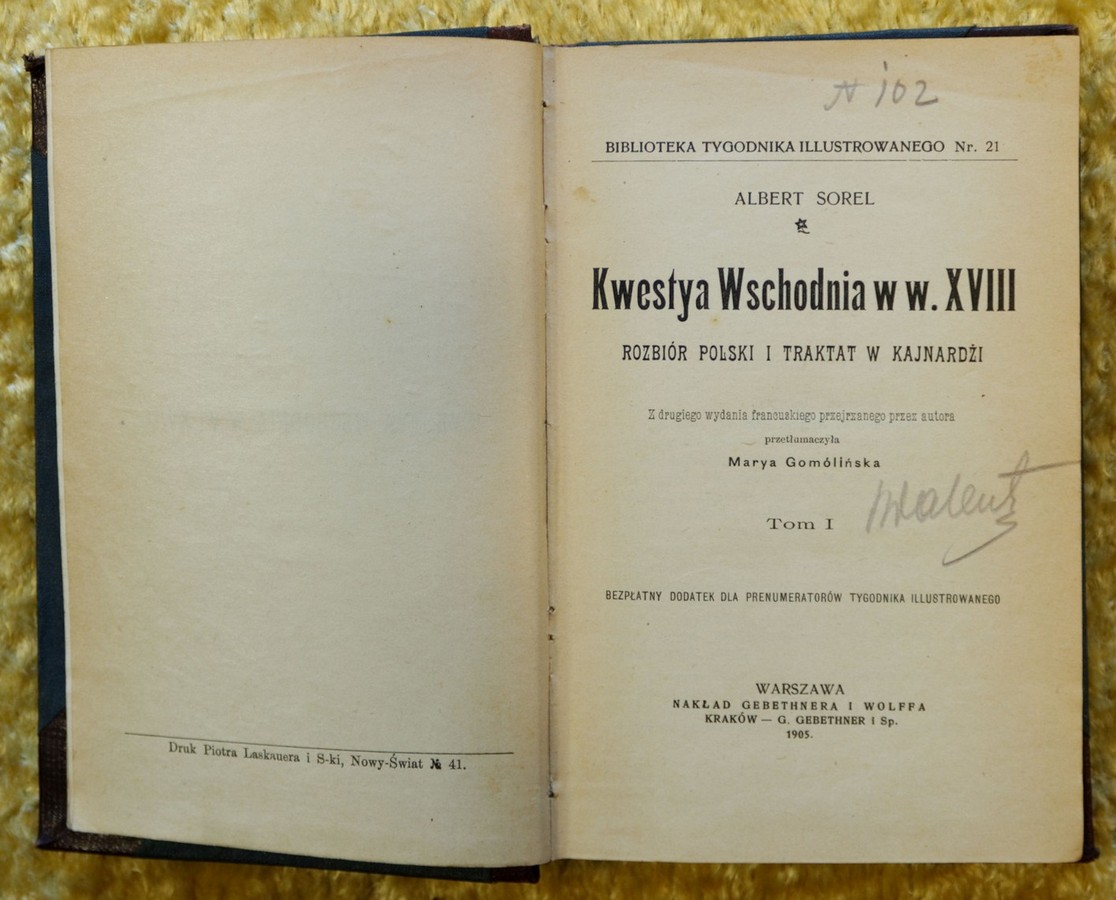 Druk Piotra Laskauera i S-ki, Nowy-Świat № 41.
N 102
BIBLIOTEKA TYGODNIKA ILLUSTROWANEGO Nr. 21
ALBERT SOREL
Kwestya Wschodnia w w. XVIII
ROZBIÓR POLSKI I TRAKTAT W KAJNARDŻI
Z drugiego wydania francuskiego przejrzanego przez autora
przetłumaczyła
Marya Gomólińska
Tom I
BEZPŁATNY DODATEK DLA PRENUMERATORÓW TYGODNIKA ILLUSTROWANEGO
WARSZAWA
NAKŁAD GEBETHNERA I WOLFFA
KRAKÓW — G. GEBETHNER I Sp.
1905.